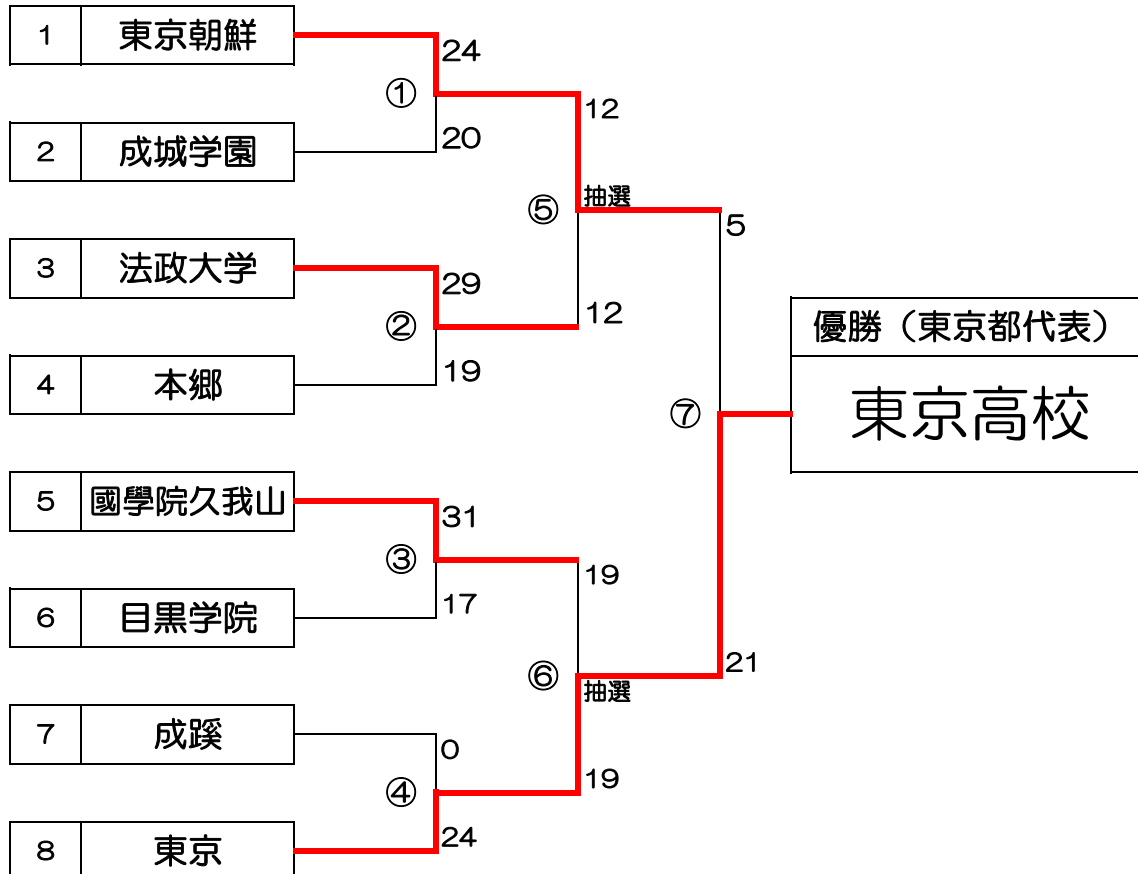 1 東京朝鮮
24
①
12
20
2 成城学園
抽選
⑤
5
3 法政大学
29
②
12
19
4 本郷
優勝（東京都代表）
東京高校
⑦
5 國學院久我山
31
③
19
17
6 目黒学院
21
⑥
抽選
7 成蹊
0
④
19
24
8 東京